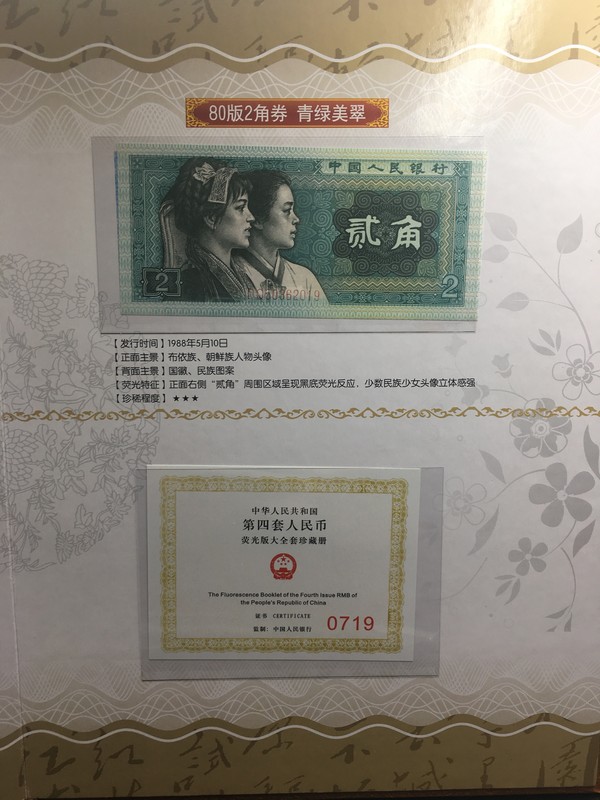 80版2角券 青绿美翠
中国人民银行
贰角
2
2
【发行时间】1988年5月10日
【正面主景】布依族、朝鲜族人物头像
【背面主景】国徽、民族图案
【荧光特征】正面右侧“贰角”周围区域呈现黑底荧光反应，少数民族少女头像立体感强
【珍稀程度】★★★
中华人民共和国
第四套人民币
荧光版大全套珍藏册
The Fluorescence Booklet of the Fourth Issue RMB of
the People's Republic of China
证书 CERTIFICATE
监制：中国人民银行
0719